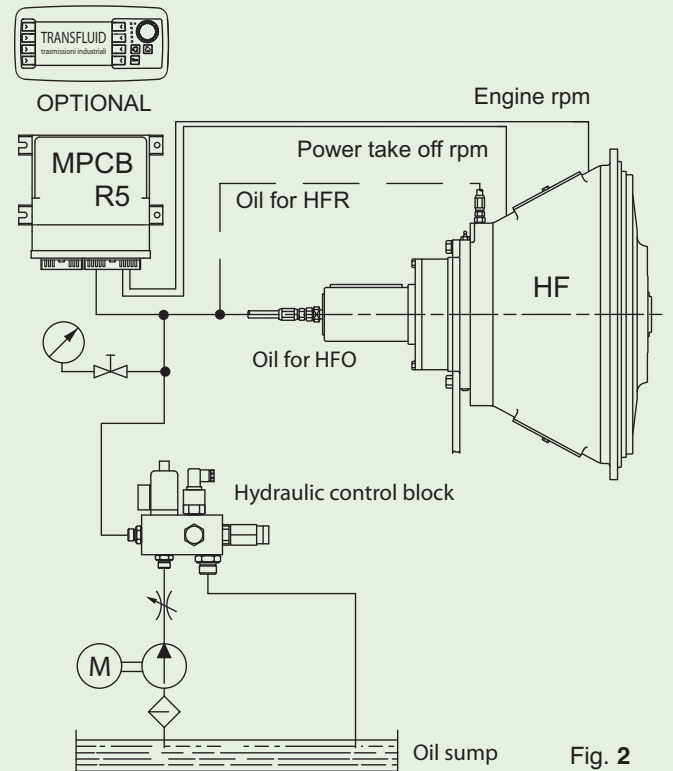 TRANSFLUID
trasmissioni industriali
OPTIONAL
Engine rpm
MPCB
R5
Power take off rpm
Oil for HFR
HF
Oil for HFO
Hydraulic control block
M
Oil sump
Fig. 2